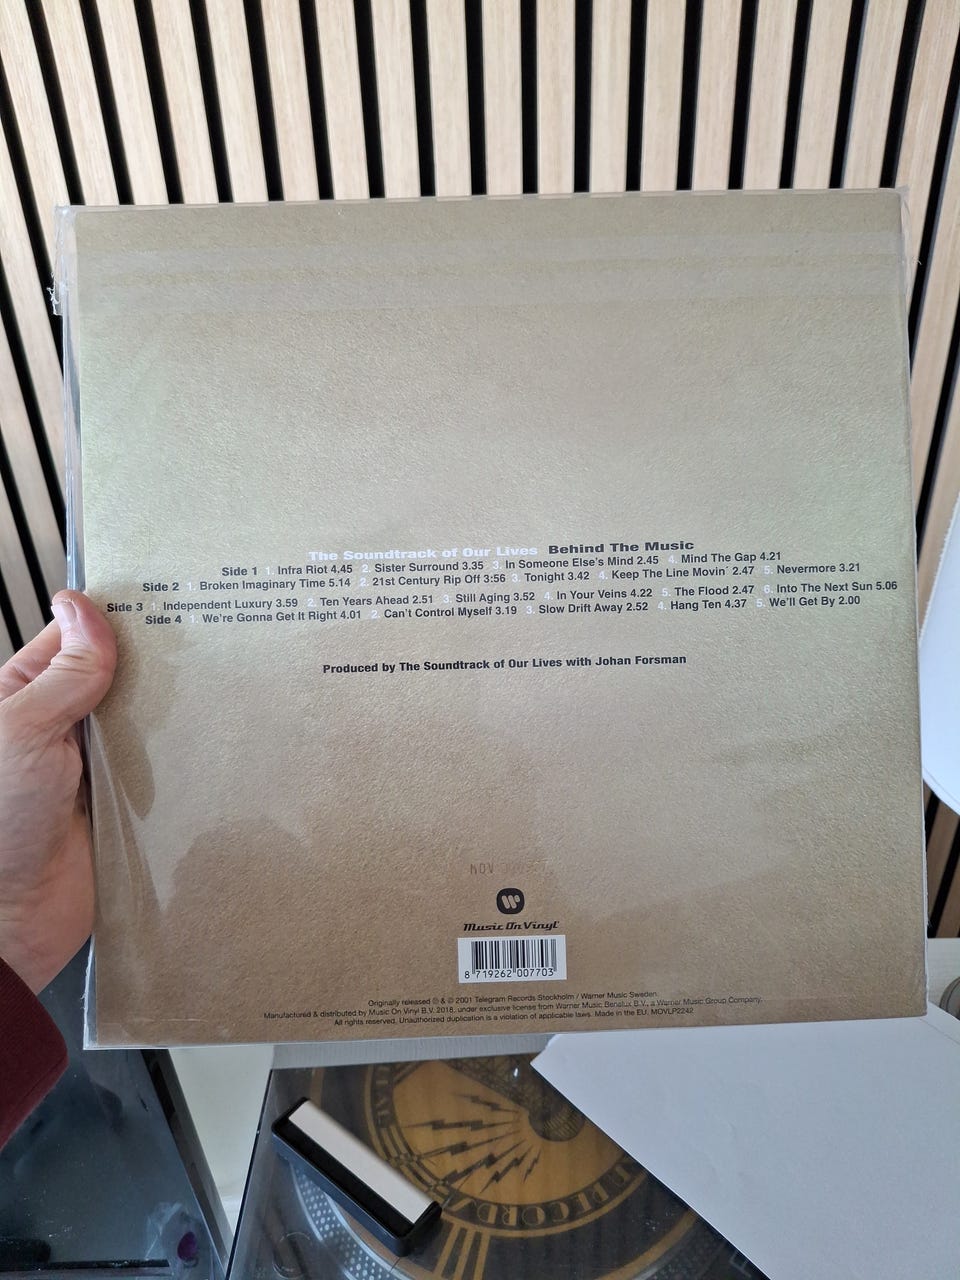 The Soundtrack of Our Lives Behind The Music
Side 1 1. Infra Riot 4.45 2. Sister Surround 3.35 3. In Someone Else's Mind 2.45 4. Mind The Gap 4.21
Side 2 1. Broken Imaginary Time 5.14 2. 21st Century Rip Off 3:56 3. Tonight 3.42 4. Keep The Line Movin´ 2.47 5. Nevermore 3.21
Side 3 1. Independent Luxury 3.59 2. Ten Years Ahead 2.51 3. Still Aging 3.52 4. In Your Veins 4.22 5. The Flood 2.47 6. Into The Next Sun 5.06
Side 4 1. We're Gonna Get It Right 4.01 2. Can't Control Myself 3.19 3. Slow Drift Away 2.52 4. Hang Ten 4.37 5. We'll Get By 2.00
Produced by The Soundtrack of Our Lives with Johan Forsman
MOV
Music On Vinyl
8 719262 007703
Originally released ℗ & © 2001 Telegram Records Stockholm / Warner Music Sweden.
Manufactured & distributed by Music On Vinyl B.V. 2018, under exclusive license from Warner Music Benelux B.V., a Warner Music Group Company.
All rights reserved. Unauthorized duplication is a violation of applicable laws. Made in the EU. MOVLP2242
RECORDS